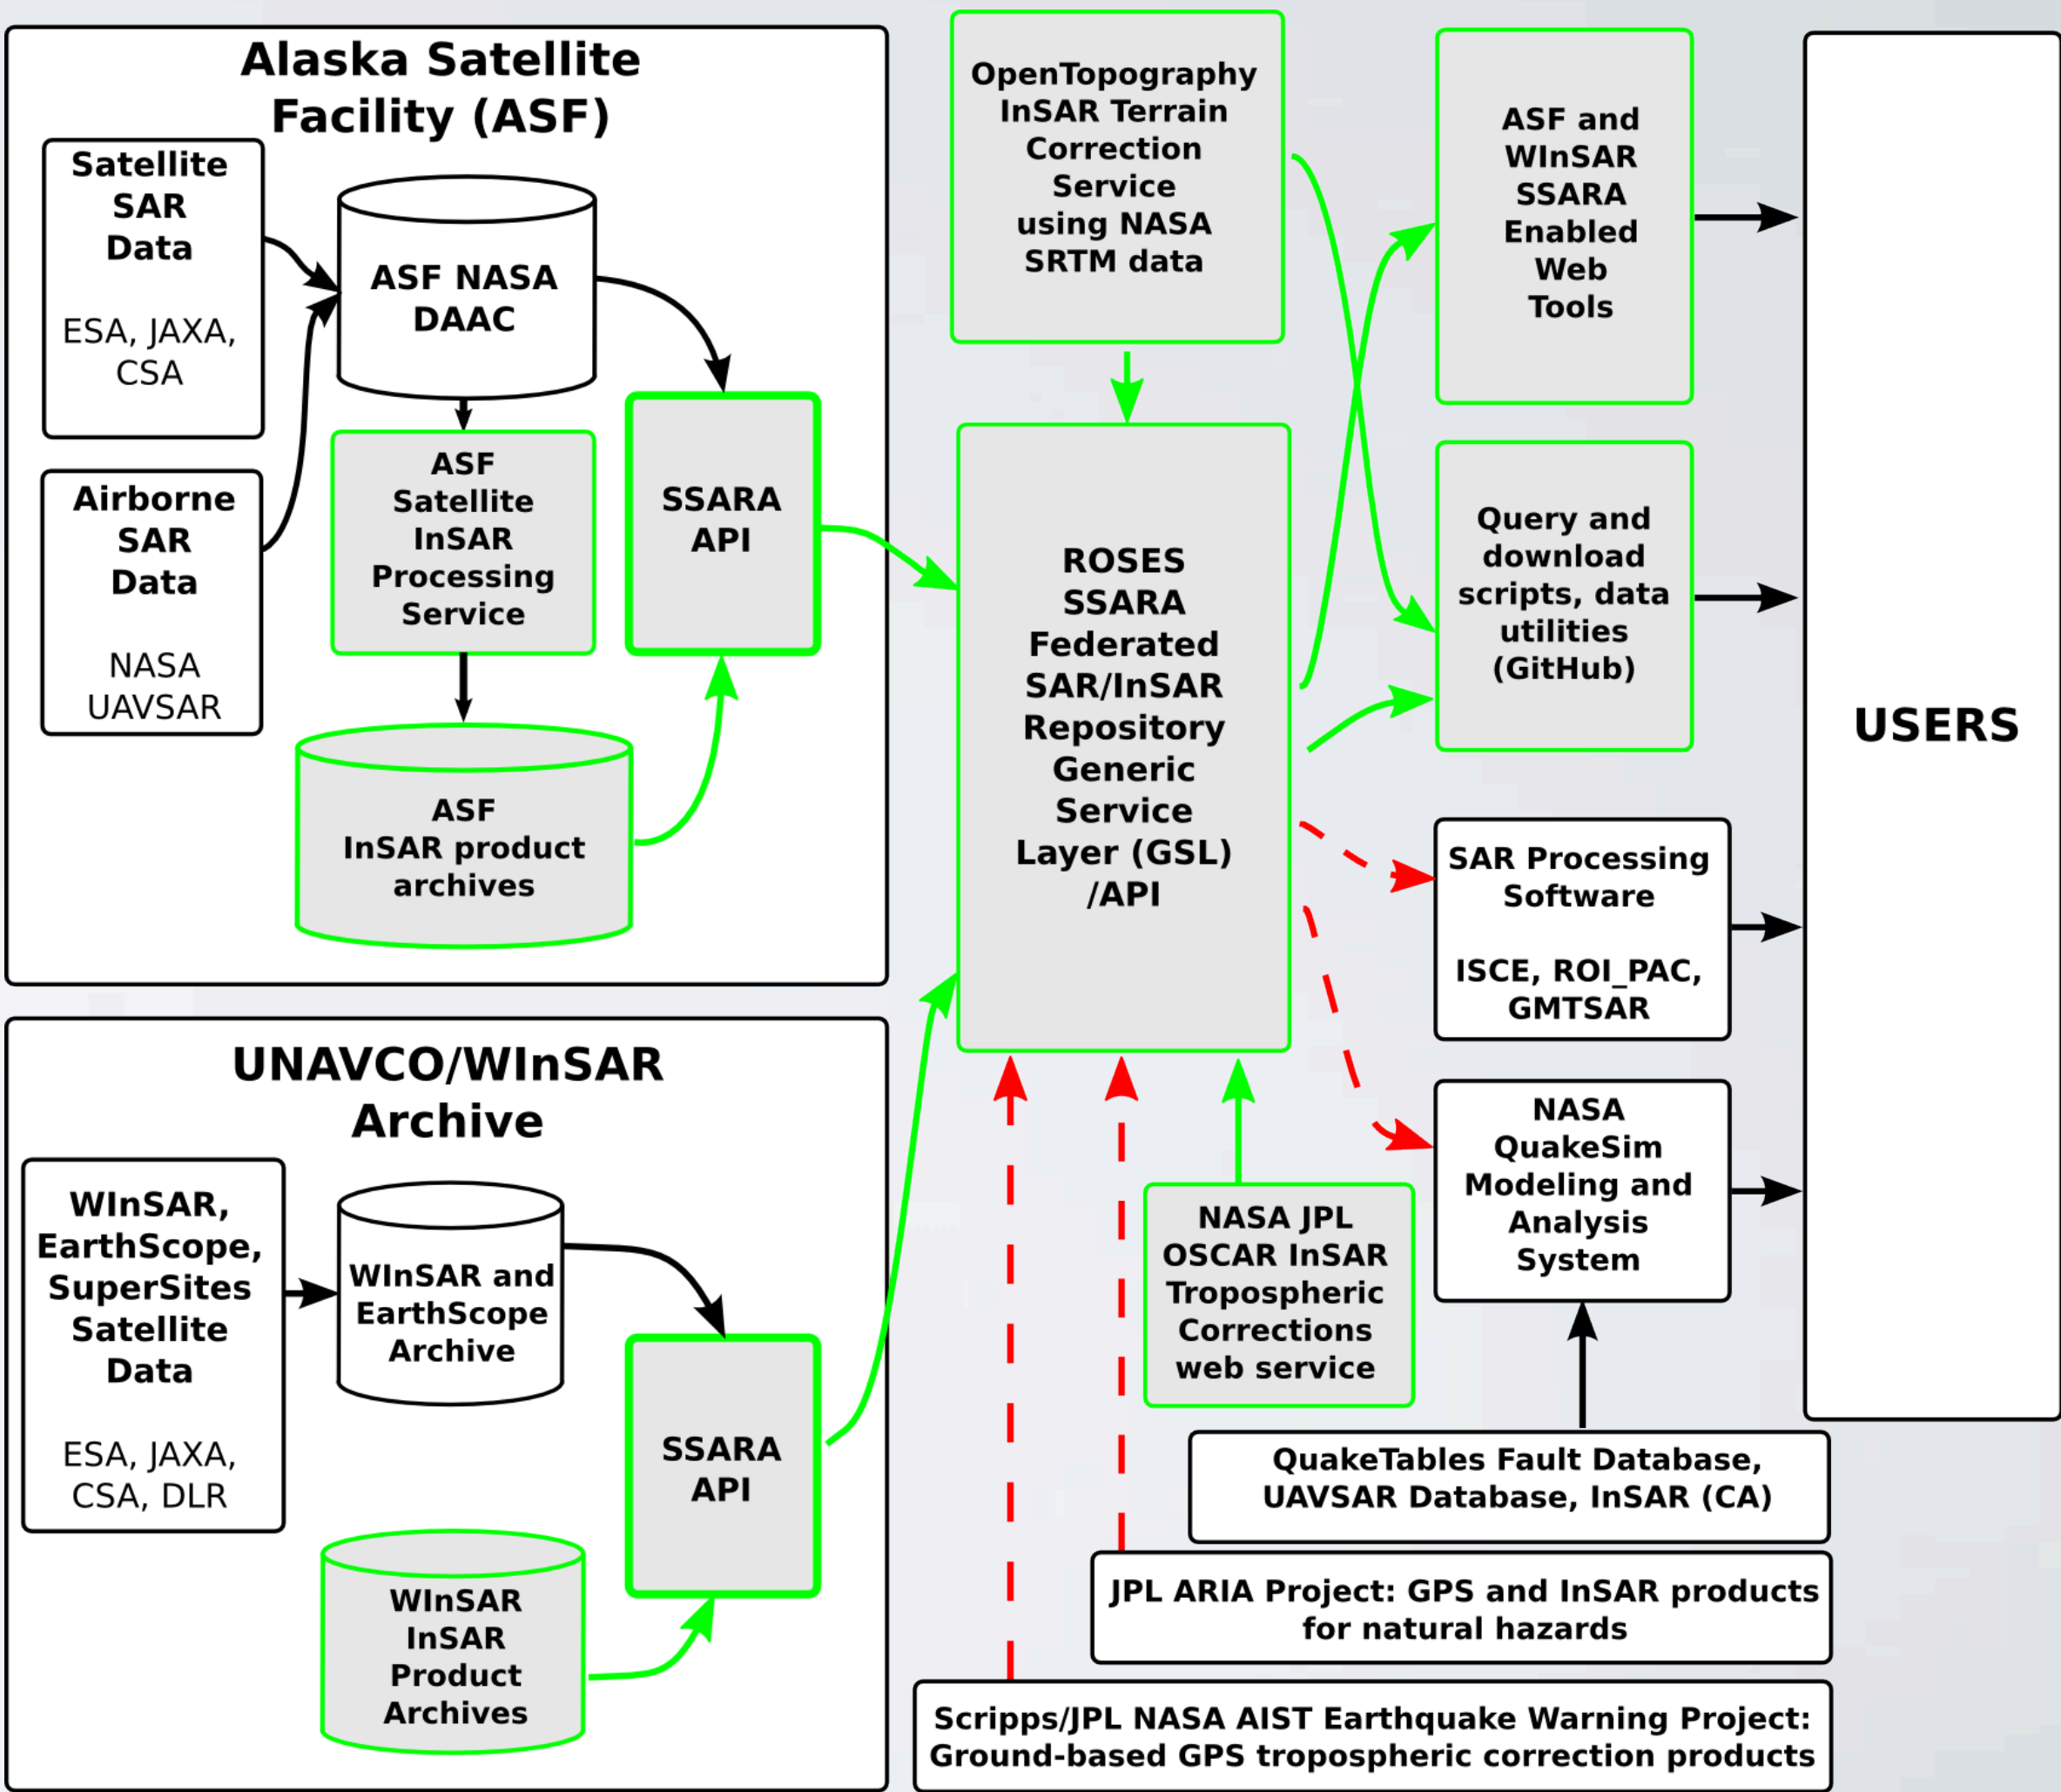 Alaska Satellite
Facility (ASF)
Satellite
SAR
Data
ESA, JAXA,
CSA
Airborne
SAR
Data
NASA
UAVSAR
ASF NASA
DAAC
ASF
Satellite
InSAR
Processing
Service
SSARA
API
ASF
InSAR product
archives
UNAVCO/WInSAR
Archive
WInSAR,
EarthScope,
SuperSites
Satellite
Data
ESA, JAXA,
CSA, DLR
WInSAR and
EarthScope
Archive
SSARA
API
WInSAR
InSAR
Product
Archives
OpenTopography
InSAR Terrain
Correction
Service
using NASA
SRTM data
ROSES
SSARA
Federated
SAR/InSAR
Repository
Generic
Service
Layer (GSL)
/API
NASA JPL
OSCAR InSAR
Tropospheric
Corrections
web service
ASF and
WInSAR
SSARA
Enabled
Web
Tools
Query and
download
scripts, data
utilities
(GitHub)
SAR Processing
Software
ISCE, ROI_PAC,
GMTSAR
NASA
QuakeSim
Modeling and
Analysis
System
QuakeTables Fault Database,
UAVSAR Database, InSAR (CA)
JPL ARIA Project: GPS and InSAR products
for natural hazards
Scripps/JPL NASA AIST Earthquake Warning Project:
Ground-based GPS tropospheric correction products
USERS